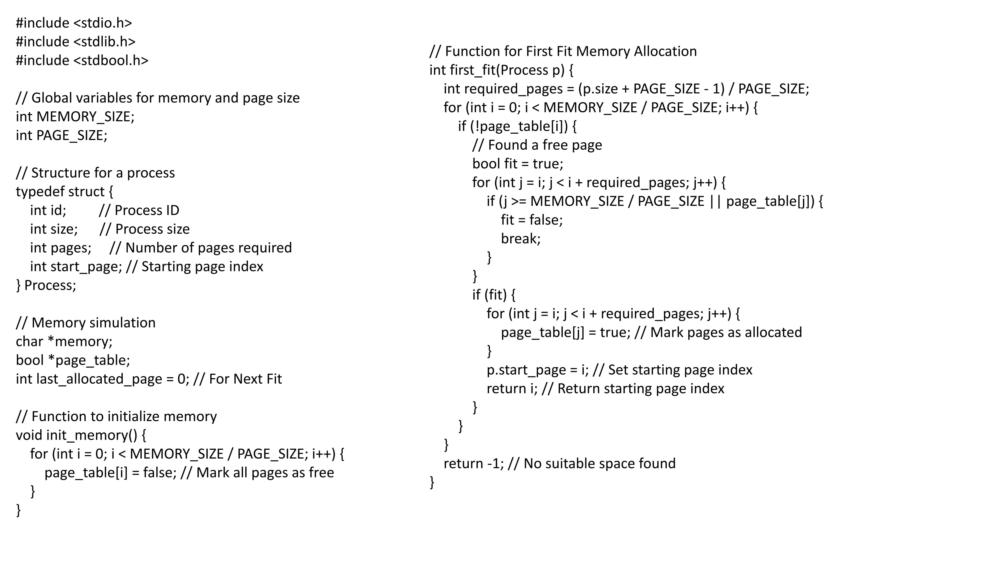 #include <stdio.h>
#include <stdlib.h>
#include <stdbool.h>
// Global variables for memory and page size
int MEMORY_SIZE;
int PAGE_SIZE;
// Structure for a process
typedef struct {
int id; // Process ID
int size; // Process size
int pages; // Number of pages required
int start_page; // Starting page index
} Process;
// Memory simulation
char *memory;
bool *page_table;
int last_allocated_page = 0; // For Next Fit
// Function to initialize memory
void init_memory() {
for (int i = 0; i < MEMORY_SIZE / PAGE_SIZE; i++) {
page_table[i] = false; // Mark all pages as free
}
}
// Function for First Fit Memory Allocation
int first_fit(Process p) {
int required_pages = (p.size + PAGE_SIZE - 1) / PAGE_SIZE;
for (int i = 0; i < MEMORY_SIZE / PAGE_SIZE; i++) {
if (!page_table[i]) {
// Found a free page
bool fit = true;
for (int j = i; j < i + required_pages; j++) {
if (j >= MEMORY_SIZE / PAGE_SIZE || page_table[j]) {
fit = false;
break;
}
}
if (fit) {
for (int j = i; j < i + required_pages; j++) {
page_table[j] = true; // Mark pages as allocated
}
p.start_page = i; // Set starting page index
return i; // Return starting page index
}
}
}
return -1; // No suitable space found
}